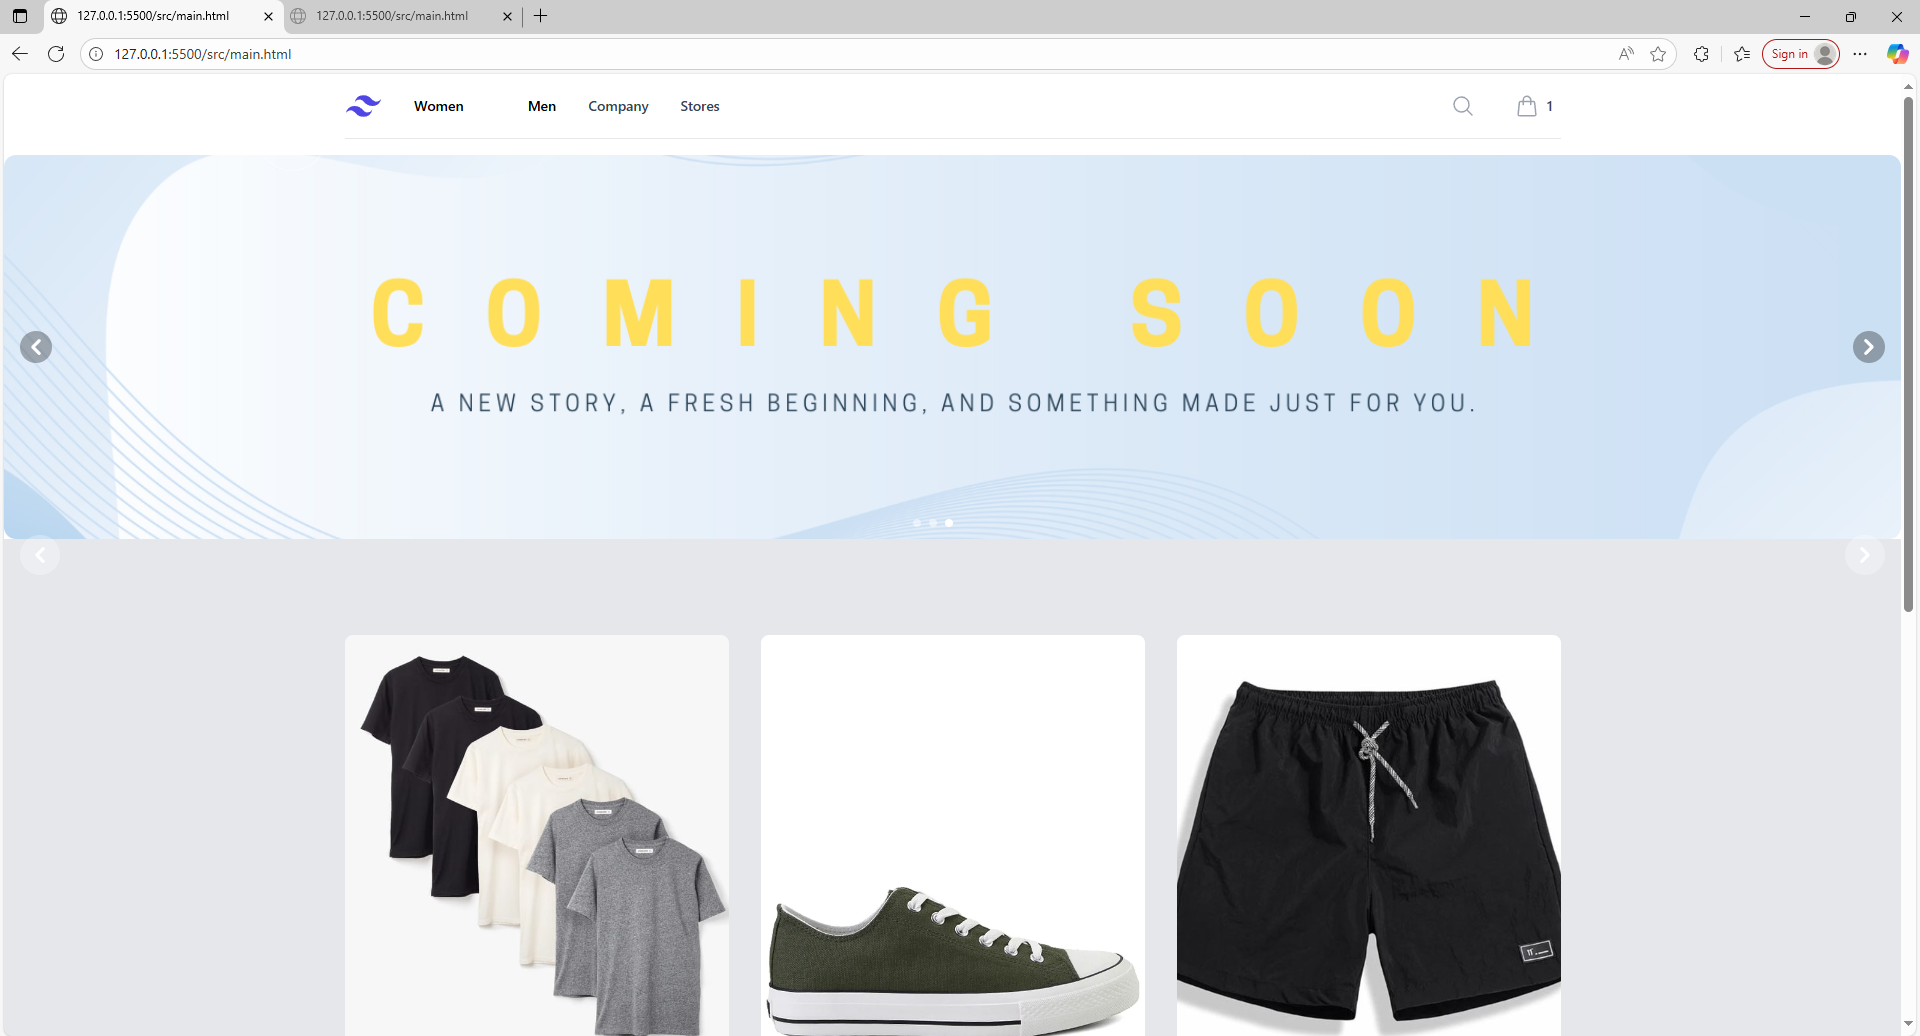 127.0.0.1:5500/src/main.html
127.0.0.1:5500/src/main.html
127.0.0.1:5500/src/main.html
Sign in
Women Men Company Stores
1
COMING SOON
A NEW STORY, A FRESH BEGINNING, AND SOMETHING MADE JUST FOR YOU.